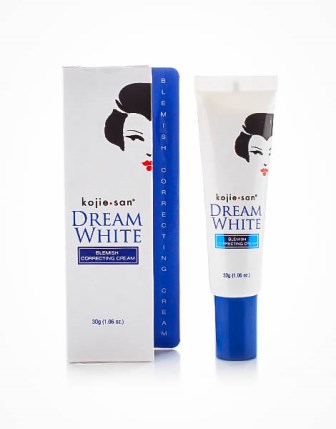 kojie•san®
DREAM
WHITE
BLEMISH
CORRECTING CREAM
30g (1.06 oz.)
BLEMISH CORRECTING CREAM
kojie•san®
DREAM
WHITE
BLEMISH
CORRECTING CREAM
30g (1.06 oz.)